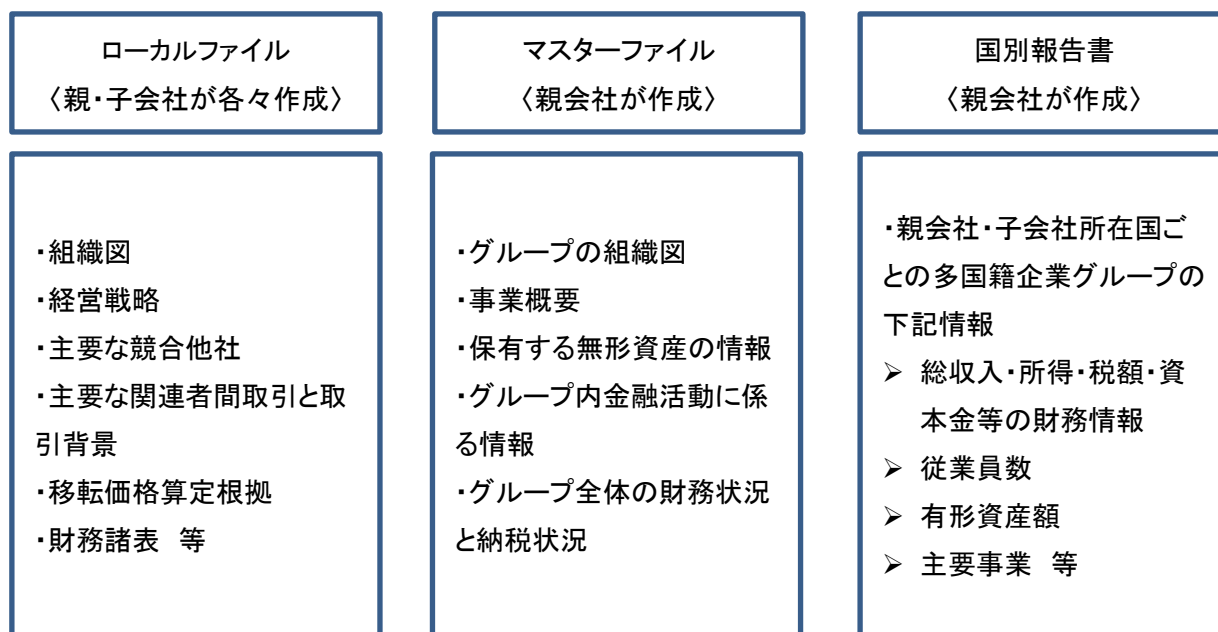 ローカルファイル
〈親・子会社が各々作成〉
マスターファイル
〈親会社が作成〉
国別報告書
〈親会社が作成〉
・組織図
・経営戦略
・主要な競合他社
・主要な関連者間取引と取
引背景
・移転価格算定根拠
・財務諸表 等
・グループの組織図
・事業概要
・保有する無形資産の情報
・グループ内金融活動に係
る情報
・グループ全体の財務状況
と納税状況
・親会社・子会社所在国ご
との多国籍企業グループの
下記情報
➢ 総収入・所得・税額・資
本金等の財務情報
➢ 従業員数
➢ 有形資産額
➢ 主要事業 等